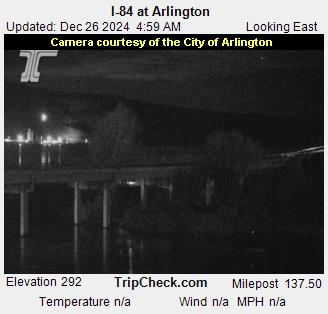 I-84 at Arlington
Updated: Dec 26 2024 4:59 AM Looking East
Camera courtesy of the City of Arlington
Elevation 292 TripCheck.com Milepost 137.50
Temperature n/a Wind n/a MPH n/a